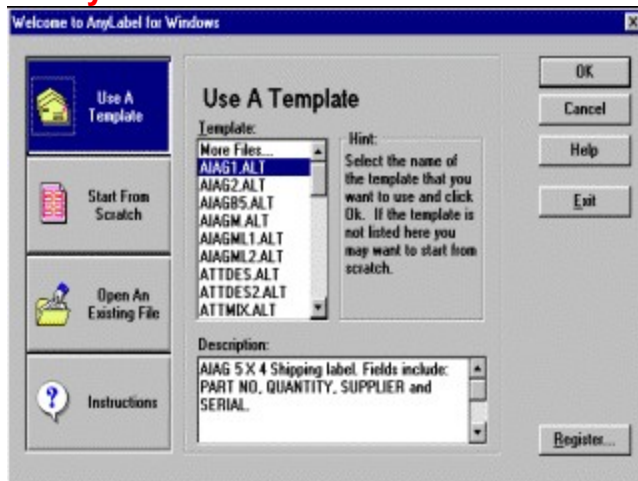 Welcome to AnyLabel for Windows
Use A
Template
Start From
Scratch
Open An
Existing File
Instructions
Use A Template
Template:
More Files...
AIAG1.ALT
AIAG2.ALT
AIAGB5.ALT
AIAGM.ALT
AIAGML1.ALT
AIAGML2.ALT
ATTDES.ALT
ATTDES2.ALT
ATTMIX.ALT
Hint:
Select the name of
the template that you
want to use and click
Ok. If the template is
not listed here you
may want to start from
scratch.
Description:
AIAG 5 X 4 Shipping label. Fields include:
PART NO, QUANTITY, SUPPLIER and
SERIAL.
OK
Cancel
Help
Exit
Register...